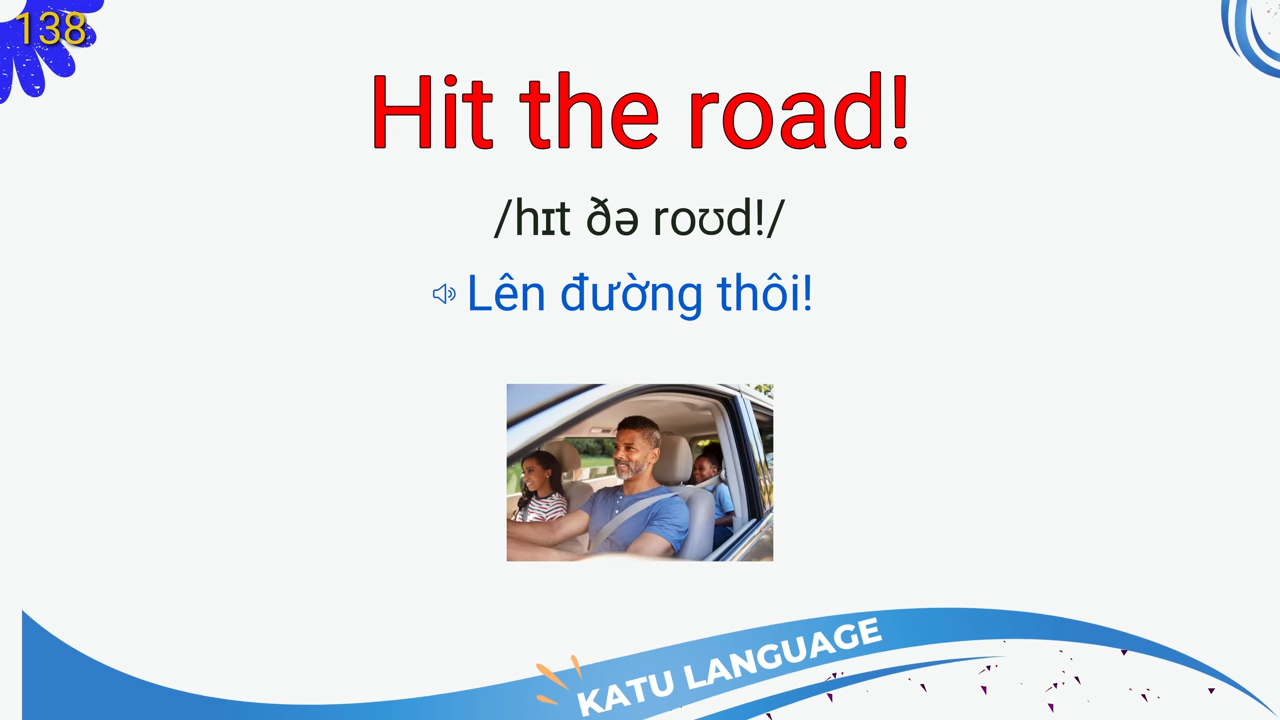 138
Hit the road!
/hɪt ðə roʊd!/
Lên đường thôi!
KATU LANGUAGE